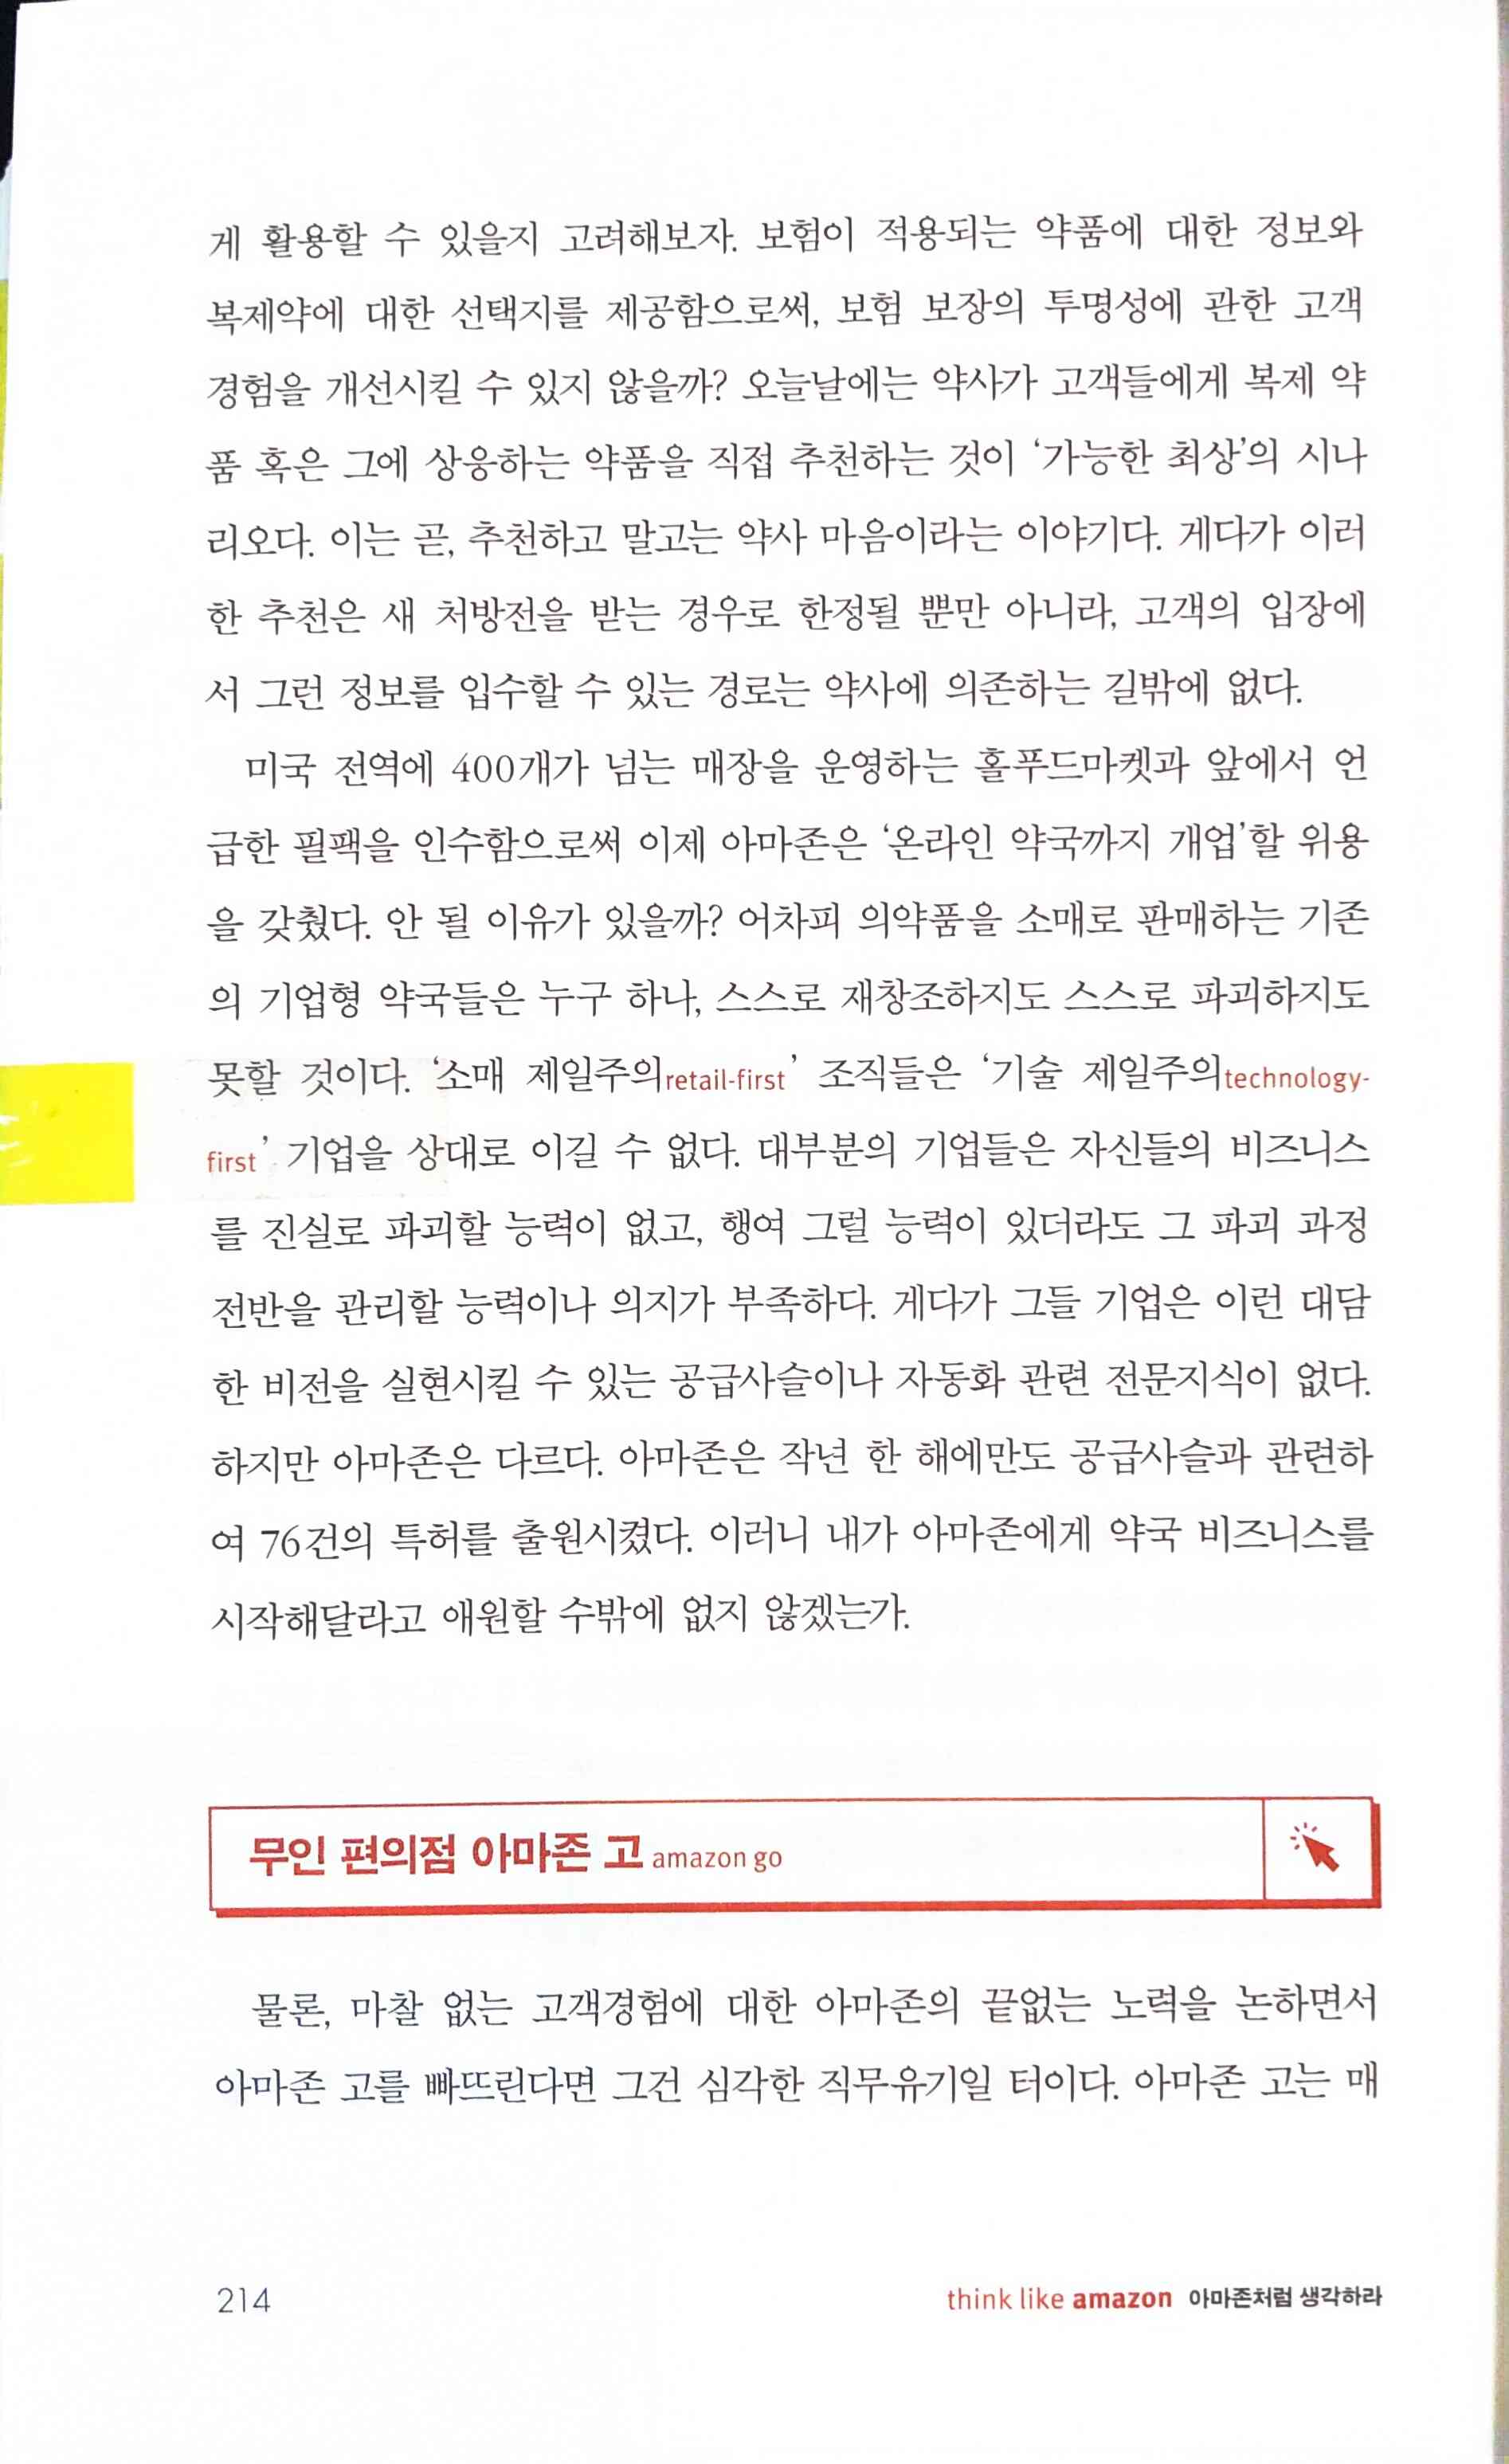 게 활용할 수 있을지 고려해보자. 보험이 적용되는 약품에 대한 정보와
복제약에 대한 선택지를 제공함으로써, 보험 보장의 투명성에 관한 고객
경험을 개선시킬 수 있지 않을까? 오늘날에는 약사가 고객들에게 복제 약
품 혹은 그에 상응하는 약품을 직접 추천하는 것이 ‘가능한 최상’의 시나
리오다. 이는 곧, 추천하고 말고는 약사 마음이라는 이야기다. 게다가 이러
한 추천은 새 처방전을 받는 경우로 한정될 뿐만 아니라, 고객의 입장에
서 그런 정보를 입수할 수 있는 경로는 약사에 의존하는 길밖에 없다.
미국 전역에 400개가 넘는 매장을 운영하는 홀푸드마켓과 앞에서 언
급한 필팩을 인수함으로써 이제 아마존은 ‘온라인 약국까지 개업’할 위용
을 갖췄다. 안 될 이유가 있을까? 어차피 의약품을 소매로 판매하는 기존
의 기업형 약국들은 누구 하나, 스스로 재창조하지도 스스로 파괴하지도
못할 것이다. ‘소매 제일주의retail-first’ 조직들은 ‘기술 제일주의technology-
first’ 기업을 상대로 이길 수 없다. 대부분의 기업들은 자신들의 비즈니스
를 진실로 파괴할 능력이 없고, 행여 그럴 능력이 있더라도 그 파괴 과정
전반을 관리할 능력이나 의지가 부족하다. 게다가 그들 기업은 이런 대담
한 비전을 실현시킬 수 있는 공급사슬이나 자동화 관련 전문지식이 없다.
하지만 아마존은 다르다. 아마존은 작년 한 해에만도 공급사슬과 관련하
여 76건의 특허를 출원시켰다. 이러니 내가 아마존에게 약국 비즈니스를
시작해달라고 애원할 수밖에 없지 않겠는가.
무인 편의점 아마존 고 amazon go
물론, 마찰 없는 고객경험에 대한 아마존의 끝없는 노력을 논하면서
아마존 고를 빠뜨린다면 그건 심각한 직무유기일 터이다. 아마존 고는 매
214
think like amazon 아마존처럼 생각하라